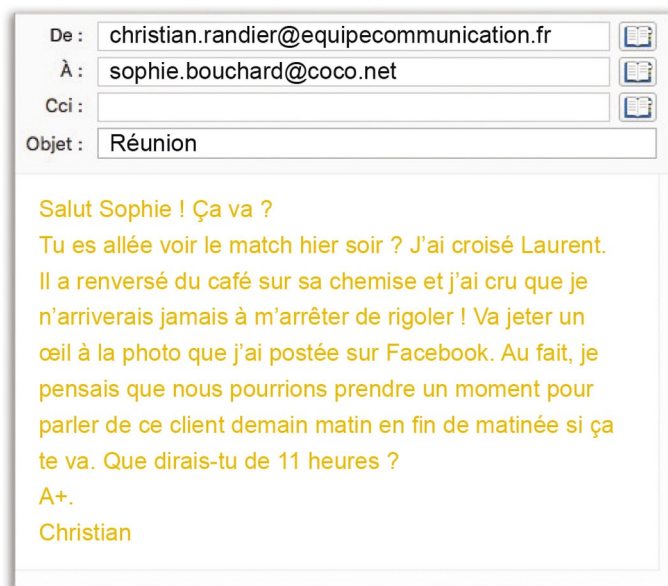 De : christian.randier@equipecommunication.fr
À : sophie.bouchard@coco.net
Cci :
Objet : Réunion
Salut Sophie ! Ça va ?
Tu es allée voir le match hier soir ? J’ai croisé Laurent.
Il a renversé du café sur sa chemise et j’ai cru que je
n’arriverais jamais à m’arrêter de rigoler ! Va jeter un
œil à la photo que j’ai postée sur Facebook. Au fait, je
pensais que nous pourrions prendre un moment pour
parler de ce client demain matin en fin de matinée si ça
te va. Que dirais-tu de 11 heures ?
A+.
Christian